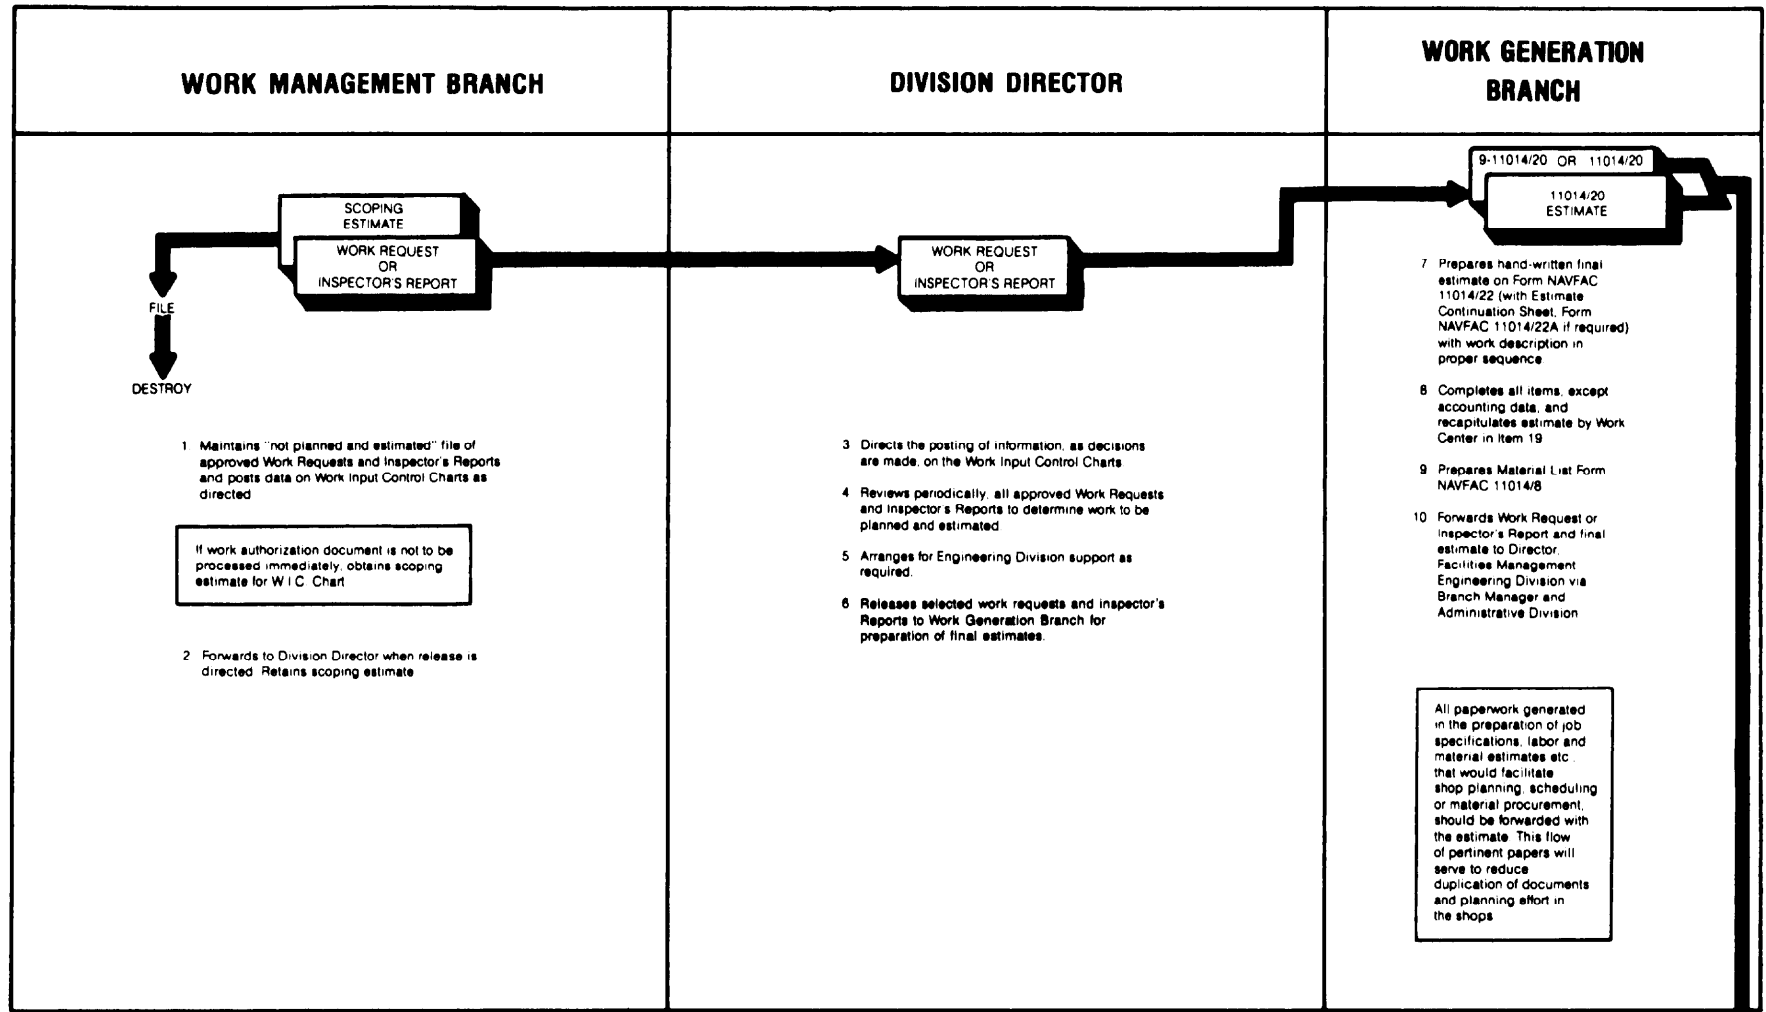 WORK MANAGEMENT BRANCH
DIVISION DIRECTOR
WORK GENERATION
BRANCH
SCOPING
ESTIMATE
WORK REQUEST
OR
INSPECTOR'S REPORT
FILE
DESTROY
1 Maintains "not planned and estimated" file of
approved Work Requests and Inspector's Reports
and posts data on Work Input Control Charts as
directed
If work authorization document is not to be
processed immediately, obtains scoping
estimate for W I C Chart
2 Forwards to Division Director when release is
directed Retains scoping estimate
WORK REQUEST
OR
INSPECTOR'S REPORT
3 Directs the posting of information, as decisions
are made, on the Work Input Control Charts
4 Reviews periodically, all approved Work Requests
and Inspector's Reports to determine work to be
planned and estimated
5 Arranges for Engineering Division support as
required.
6 Releases selected work requests and inspector's
Reports to Work Generation Branch for
preparation of final estimates.
9-11014/20 OR 11014/20
11014/20
ESTIMATE
7 Prepares hand-written final
estimate on Form NAVFAC
11014/22 (with Estimate
Continuation Sheet, Form
NAVFAC 11014/22A if required)
with work description in
proper sequence
8 Completes all items, except
accounting data, and
recapitulates estimate by Work
Center in Item 19
9 Prepares Material List Form
NAVFAC 11014/8
10 Forwards Work Request or
Inspector's Report and final
estimate to Director,
Facilities Management
Engineering Division via
Branch Manager and
Administrative Division
All paperwork generated
in the preparation of job
specifications, labor and
material estimates etc.,
that would facilitate
shop planning, scheduling
or material procurement,
should be forwarded with
the estimate This flow
of pertinent papers will
serve to reduce
duplication of documents
and planning effort in
the shops